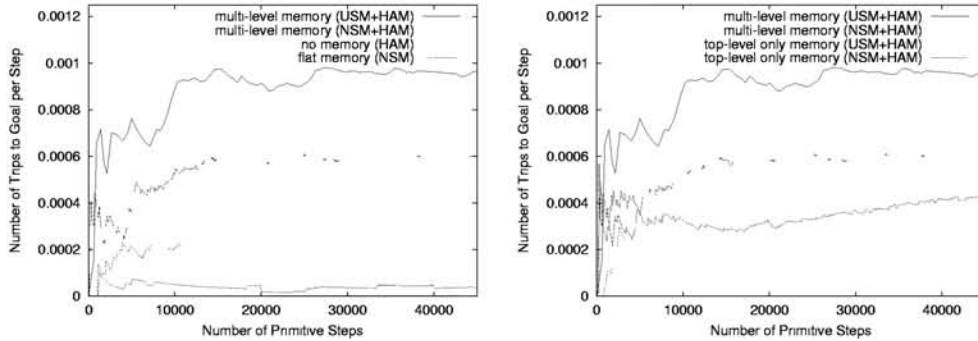 0.0012
0.001
0.0008
0.0006
0.0004
0.0002
0
Number of Trips to Goal per Step
multi-level memory (USM+HAM)
multi-level memory (NSM+HAM)
no memory (HAM)
flat memory (NSM)
0 10000 20000 30000 40000
Number of Primitive Steps
0.0012
0.001
0.0008
0.0006
0.0004
0.0002
0
Number of Trips to Goal per Step
multi-level memory (USM+HAM)
multi-level memory (NSM+HAM)
top-level only memory (USM+HAM)
top-level only memory (NSM+HAM)
0 10000 20000 30000 40000
Number of Primitive Steps